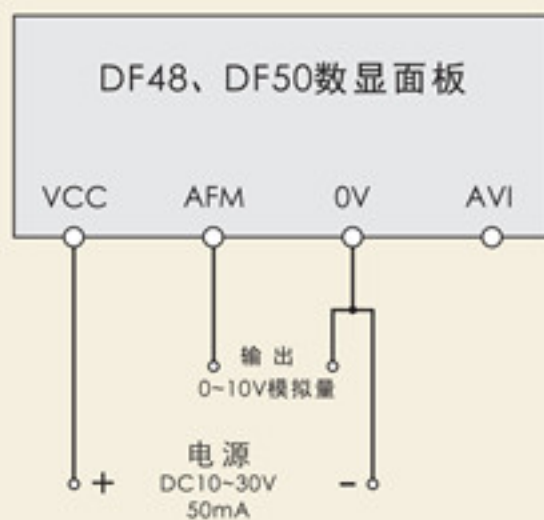 DF48、DF50数显面板
VCC AFM 0V AVI
输出
0~10V模拟量
电源
+ DC10~30V -
50mA